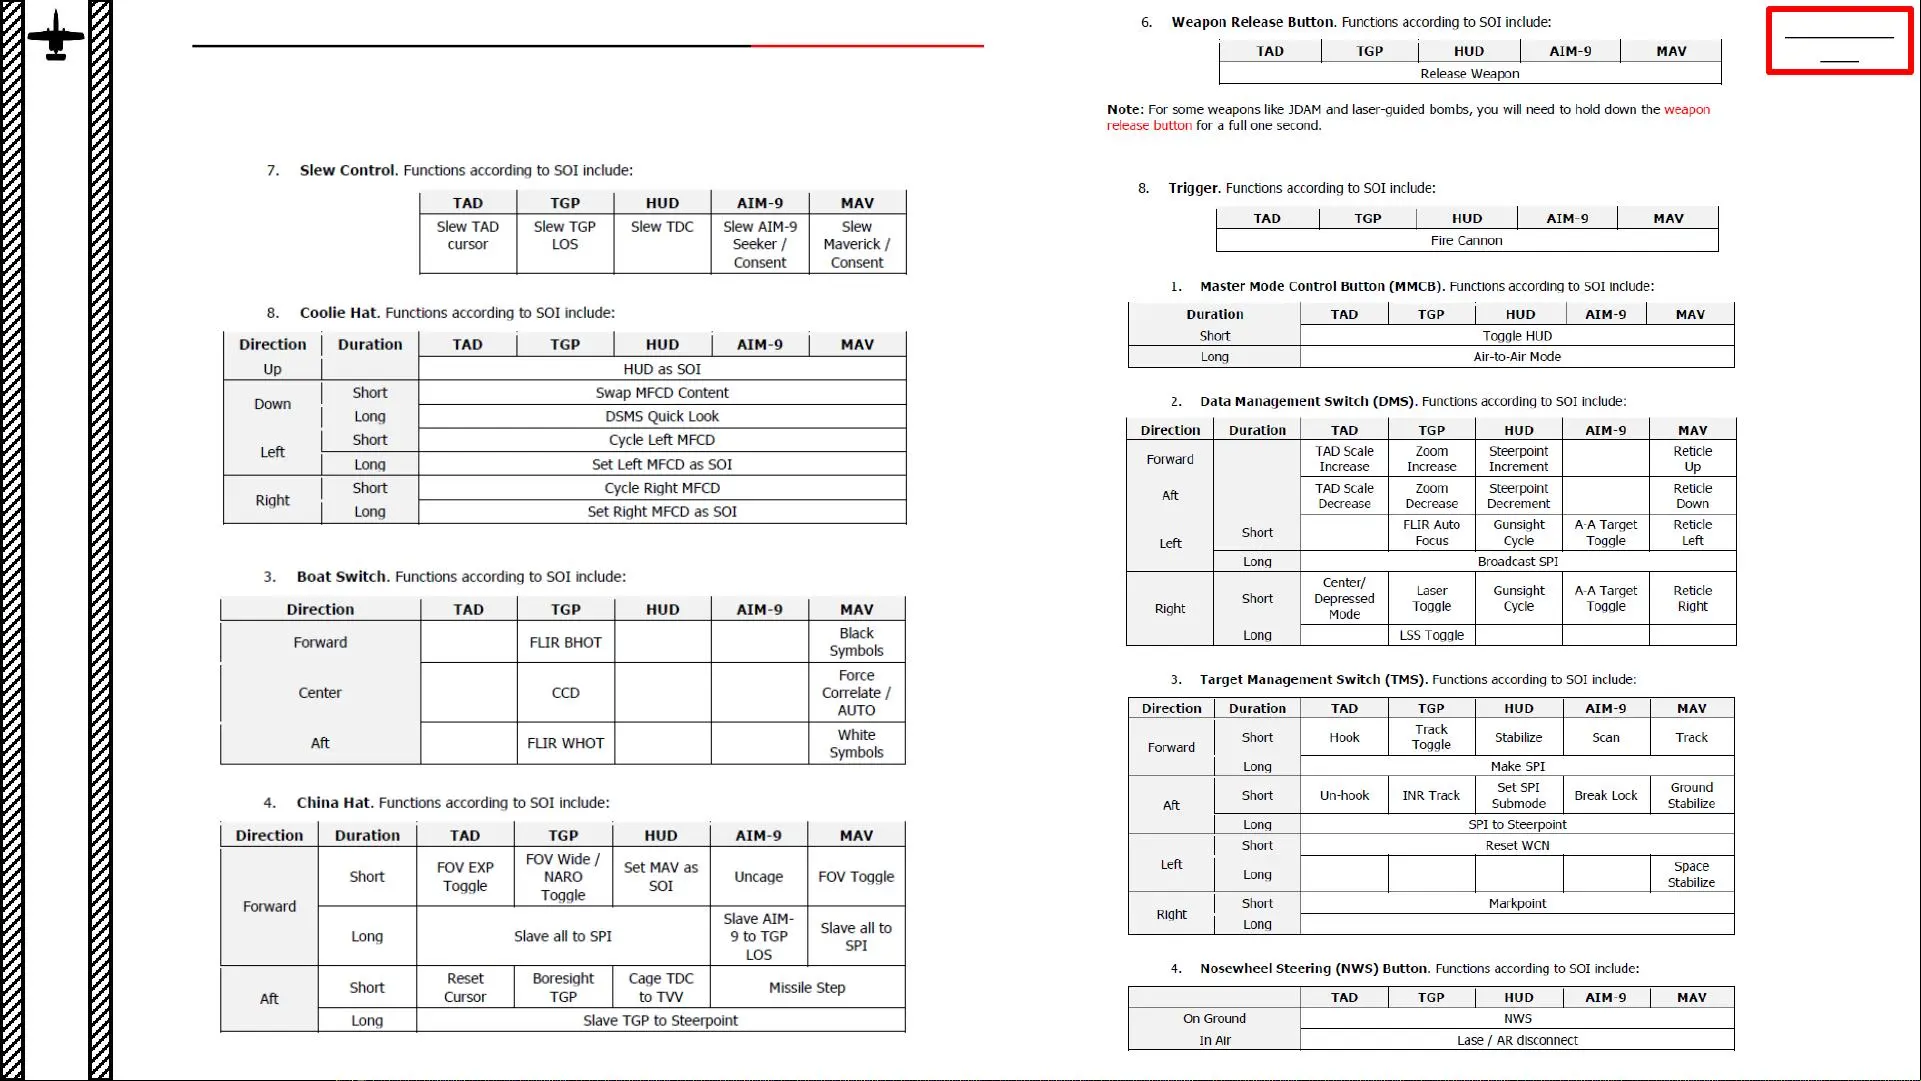 7. Slew Control. Functions according to SOI include:
TAD TGP HUD AIM-9 MAV
Slew TAD cursor Slew TGP LOS Slew TDC Slew AIM-9 Seeker / Consent Slew Maverick / Consent
8. Coolie Hat. Functions according to SOI include:
Direction Duration TAD TGP HUD AIM-9 MAV
Up HUD as SOI
Down Short Swap MFCD Content
Long DSMS Quick Look
Left Short Cycle Left MFCD
Long Set Left MFCD as SOI
Right Short Cycle Right MFCD
Long Set Right MFCD as SOI
3. Boat Switch. Functions according to SOI include:
Direction TAD TGP HUD AIM-9 MAV
Forward FLIR BHOT Black Symbols
Center CCD Force Correlate / AUTO
Aft FLIR WHOT White Symbols
4. China Hat. Functions according to SOI include:
Direction Duration TAD TGP HUD AIM-9 MAV
Forward Short FOV EXP Toggle FOV Wide / NARO Toggle Set MAV as SOI Uncage FOV Toggle
Long Slave all to SPI Slave AIM-9 to TGP LOS Slave all to SPI
Aft Short Reset Cursor Boresight TGP Cage TDC to TVV Missile Step
Long Slave TGP to Steerpoint
6. Weapon Release Button. Functions according to SOI include:
TAD TGP HUD AIM-9 MAV
Release Weapon
Note: For some weapons like JDAM and laser-guided bombs, you will need to hold down the weapon
release button for a full one second.
8. Trigger. Functions according to SOI include:
TAD TGP HUD AIM-9 MAV
Fire Cannon
1. Master Mode Control Button (MMCB). Functions according to SOI include:
Duration TAD TGP HUD AIM-9 MAV
Short Toggle HUD
Long Air-to-Air Mode
2. Data Management Switch (DMS). Functions according to SOI include:
Direction Duration TAD TGP HUD AIM-9 MAV
Forward TAD Scale Increase Zoom Increase Steerpoint Increment Reticle Up
Aft TAD Scale Decrease Zoom Decrease Steerpoint Decrement Reticle Down
Left Short FLIR Auto Focus Gunsight Cycle A-A Target Toggle Reticle Left
Long Broadcast SPI
Right Short Center/ Depressed Mode Laser Toggle Gunsight Cycle A-A Target Toggle Reticle Right
Long LSS Toggle
3. Target Management Switch (TMS). Functions according to SOI include:
Direction Duration TAD TGP HUD AIM-9 MAV
Forward Short Hook Track Toggle Stabilize Scan Track
Long Make SPI
Aft Short Un-hook INR Track Set SPI Submode Break Lock Ground Stabilize
Long SPI to Steerpoint
Left Short Reset WCN
Long Space Stabilize
Right Short Markpoint
Long
4. Nosewheel Steering (NWS) Button. Functions according to SOI include:
TAD TGP HUD AIM-9 MAV
On Ground NWS
In Air Lase / AR disconnect